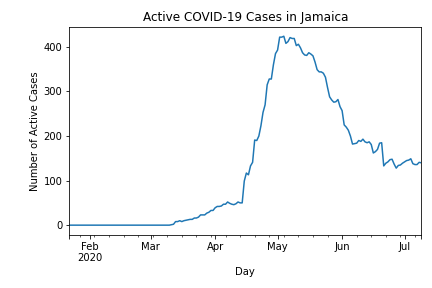 Active COVID-19 Cases in Jamaica
400
300
200
100
0
Number of Active Cases
Feb Mar Apr May Jun Jul
2020
Day